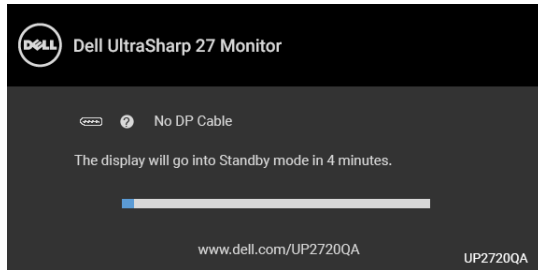 DELL
Dell UltraSharp 27 Monitor
? No DP Cable
The display will go into Standby mode in 4 minutes.
www.dell.com/UP2720QA
UP2720QA